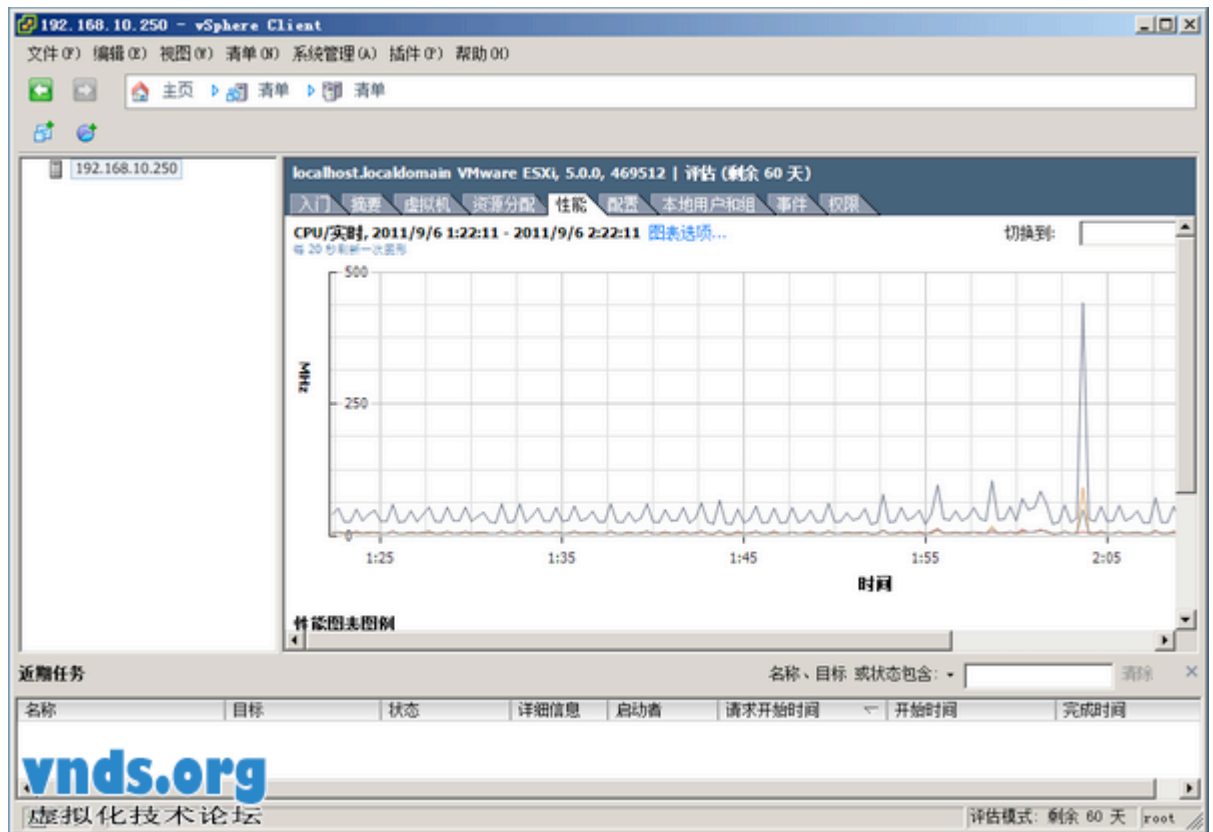 192.168.10.250 - vSphere Client
文件(F) 编辑(E) 视图(V) 清单(N) 系统管理(A) 插件(P) 帮助(H)
主页 清单 清单
192.168.10.250
localhost.localdomain VMware ESXi, 5.0.0, 469512 | 评估 (剩余 60 天)
入门 摘要 虚拟机 资源分配 性能 配置 本地用户和组 事件 权限
CPU/实时, 2011/9/6 1:22:11 - 2011/9/6 2:22:11 图表选项... 切换到:
每 20 秒刷新一次图形
500
MHz
250
0
1:25 1:35 1:45 1:55 2:05
时间
性能图表图例
近期任务 名称、目标 或状态包含: 清除
名称 目标 状态 详细信息 启动者 请求开始时间 开始时间 完成时间
vnds.org
虚拟化技术论坛
评估模式: 剩余 60 天 root